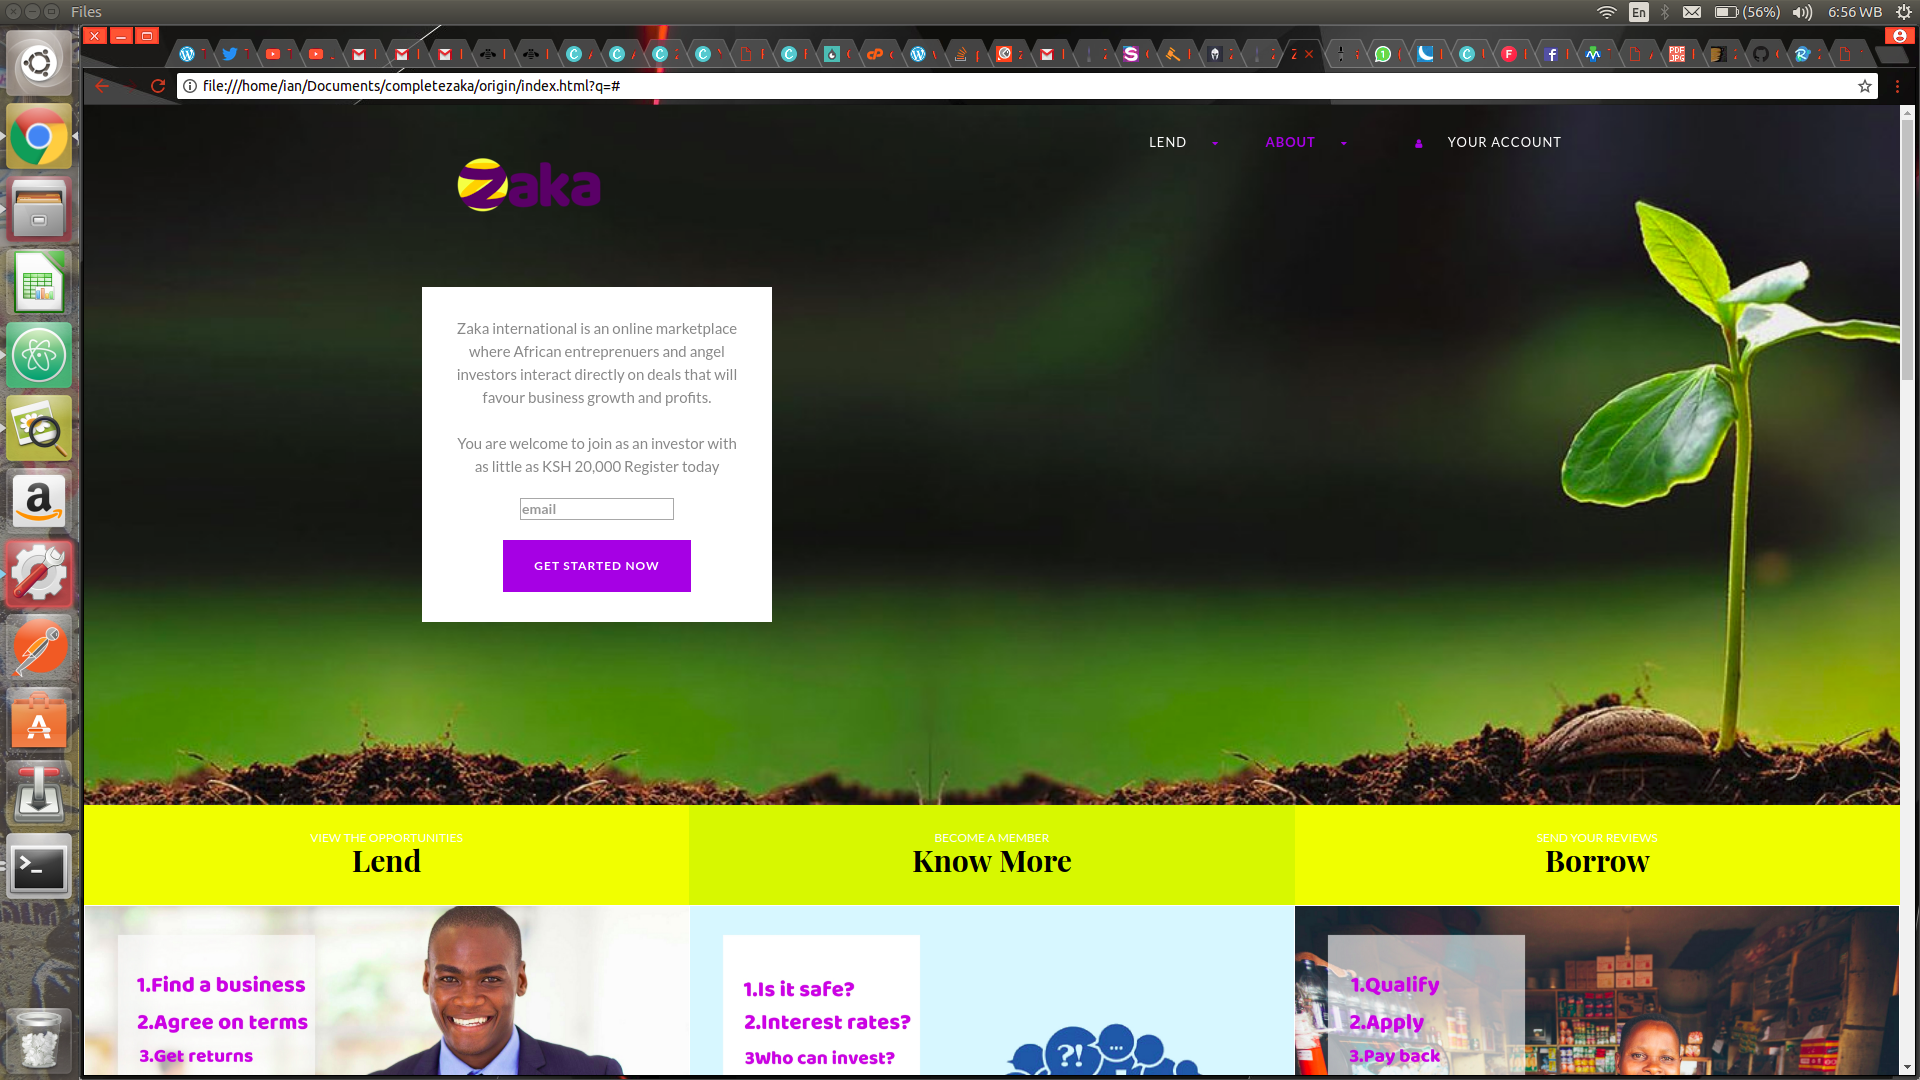 Files
En
(56%)
6:56 WB
file:///home/ian/Documents/completezaka/origin/index.html?q=#
LEND
ABOUT
YOUR ACCOUNT
Zaka
Zaka international is an online marketplace
where African entreprenuers and angel
investors interact directly on deals that will
favour business growth and profits.
You are welcome to join as an investor with
as little as KSH 20,000 Register today
email
GET STARTED NOW
VIEW THE OPPORTUNITIES
Lend
BECOME A MEMBER
Know More
SEND YOUR REVIEWS
Borrow
1.Find a business
2.Agree on terms
3.Get returns
1.Is it safe?
2.Interest rates?
3Who can invest?
?!
...
1.Qualify
2.Apply
3.Pay back